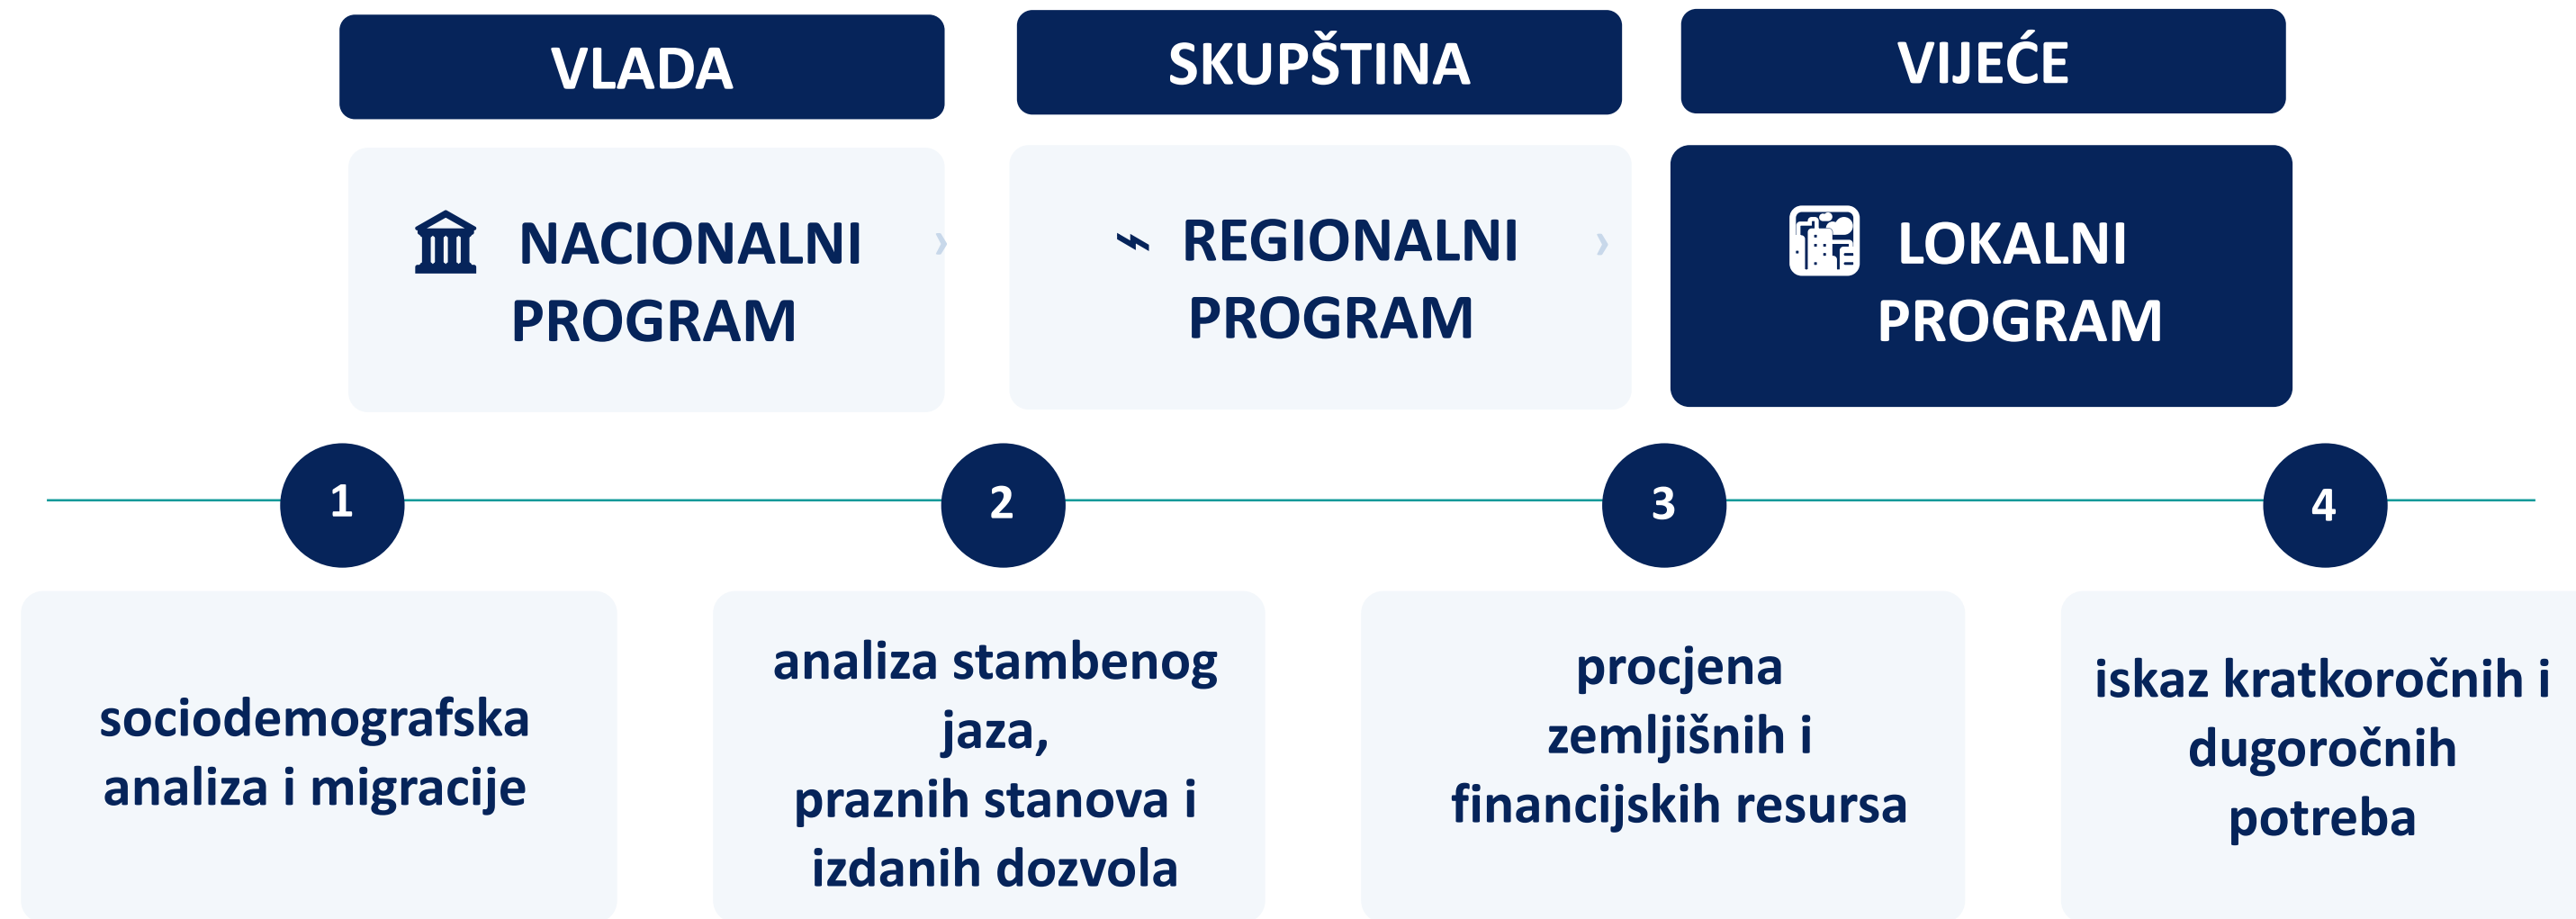 VLADA
SKUPŠTINA
VIJEĆE
NACIONALNI
PROGRAM
REGIONALNI
PROGRAM
LOKALNI
PROGRAM
1
2
3
4
sociodemografska
analiza i migracije
analiza stambenog
jaza,
praznih stanova i
izdanih dozvola
procjena
zemljišnih i
financijskih resursa
iskaz kratkoročnih i
dugoročnih
potreba